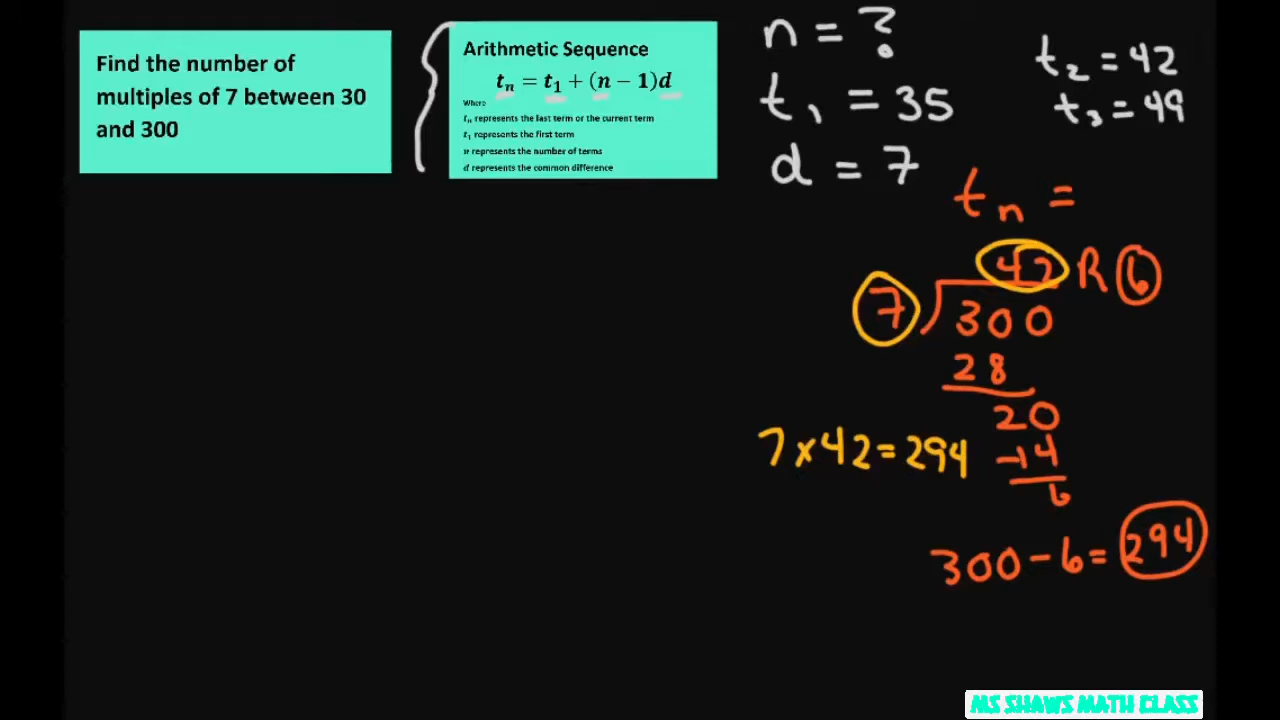 Find the number of
multiples of 7 between 30
and 300
Arithmetic Sequence
tₙ = t₁ + (n − 1)d
Where
tₙ represents the last term or the current term
t₁ represents the first term
n represents the number of terms
d represents the common difference
n = ?
t₁ = 35
d = 7
t₂ = 42
t₃ = 49
tₙ =
42 R 6
7 300
28
20
-14
6
7 × 42 = 294
300 - 6 = 294
MS SHAWS MATH CLASS